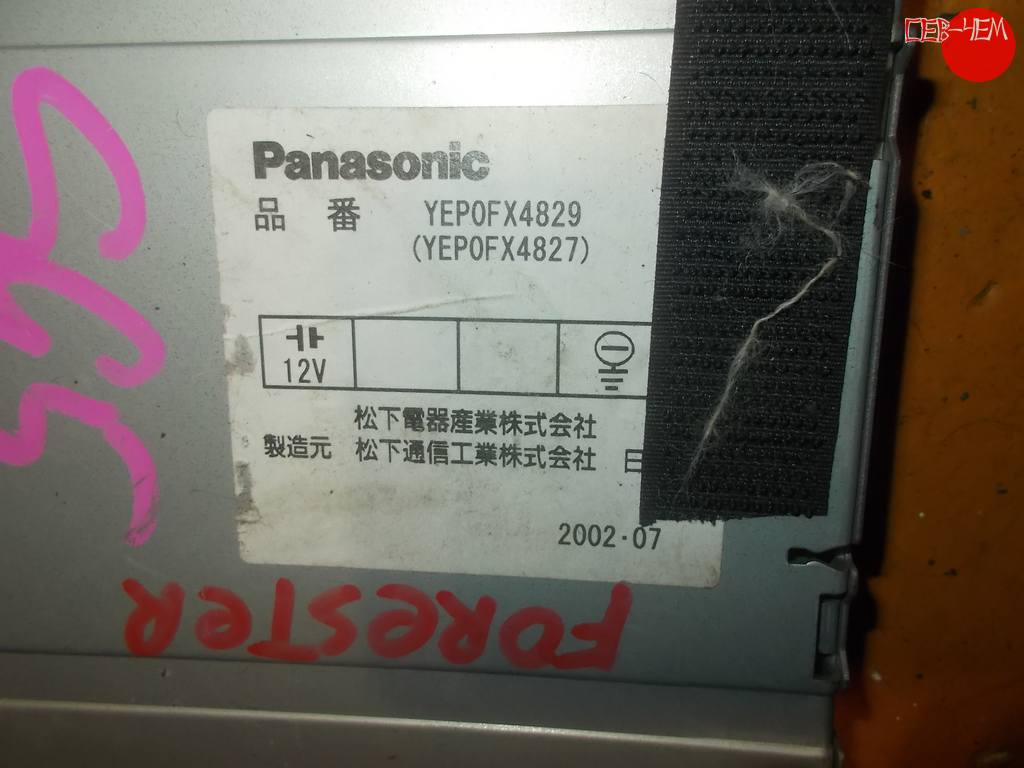 Panasonic
品番 YEP0FX4829
(YEP0FX4827)
12V
松下電器産業株式会社
製造元 松下通信工業株式会社 日
2002・07
FORESTER